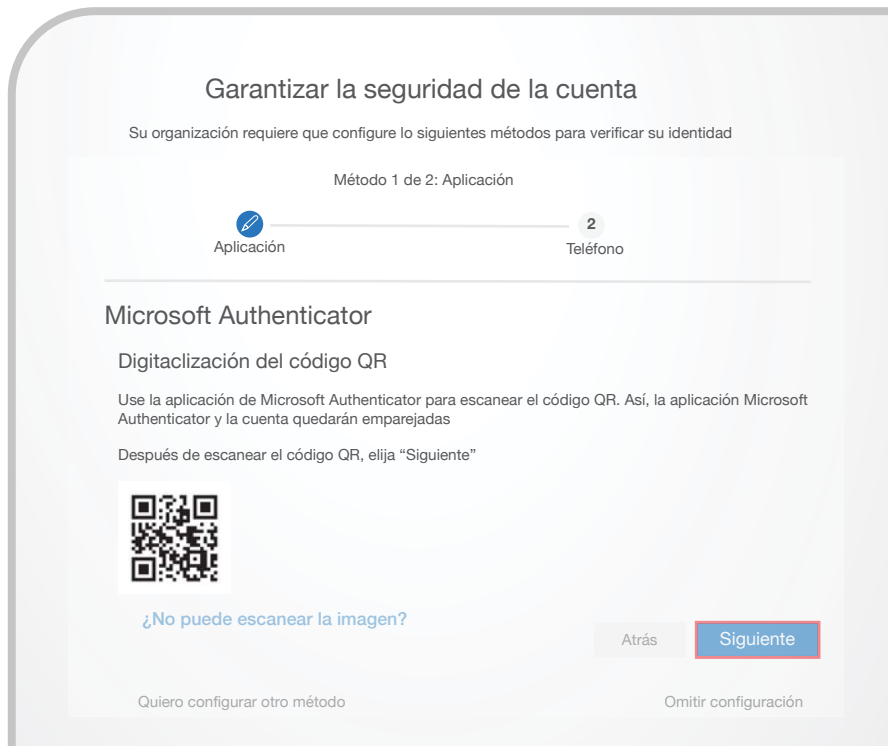 Garantizar la seguridad de la cuenta
Su organización requiere que configure lo siguientes métodos para verificar su identidad
Método 1 de 2: Aplicación
2
Aplicación
Teléfono
Microsoft Authenticator
Digitaclización del código QR
Use la aplicación de Microsoft Authenticator para escanear el código QR. Así, la aplicación Microsoft
Authenticator y la cuenta quedarán emparejadas
Después de escanear el código QR, elija “Siguiente”
¿No puede escanear la imagen?
Atrás
Siguiente
Quiero configurar otro método
Omitir configuración